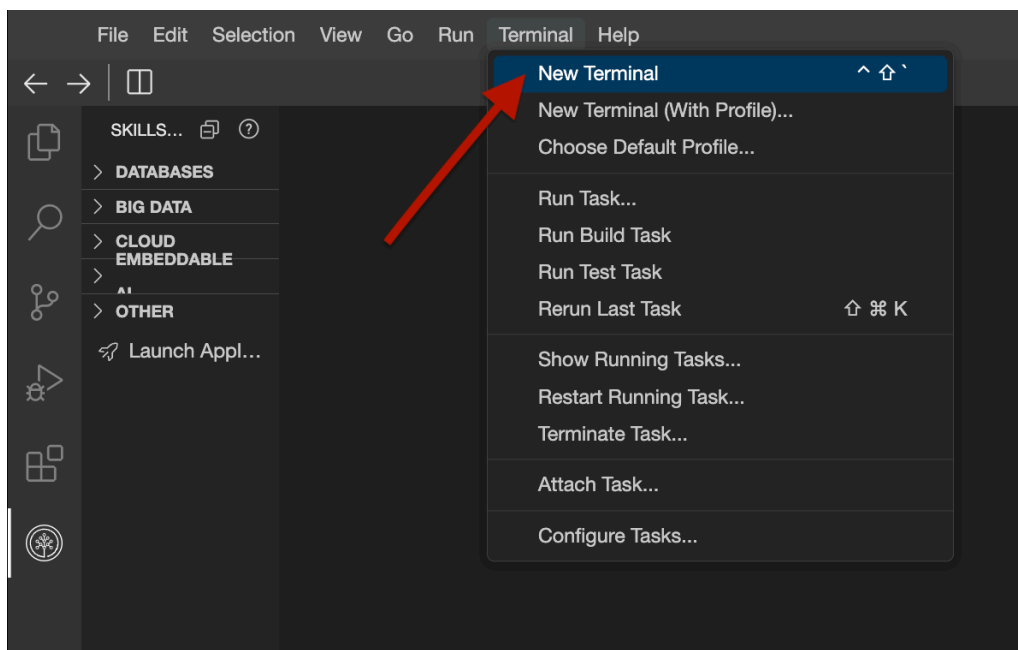 File Edit Selection View Go Run Terminal Help
SKILLS...
DATABASES
BIG DATA
CLOUD
EMBEDDABLE
OTHER
Launch Appl...
New Terminal ^ ⇧ `
New Terminal (With Profile)...
Choose Default Profile...
Run Task...
Run Build Task
Run Test Task
Rerun Last Task ⇧ ⌘ K
Show Running Tasks...
Restart Running Task...
Terminate Task...
Attach Task...
Configure Tasks...